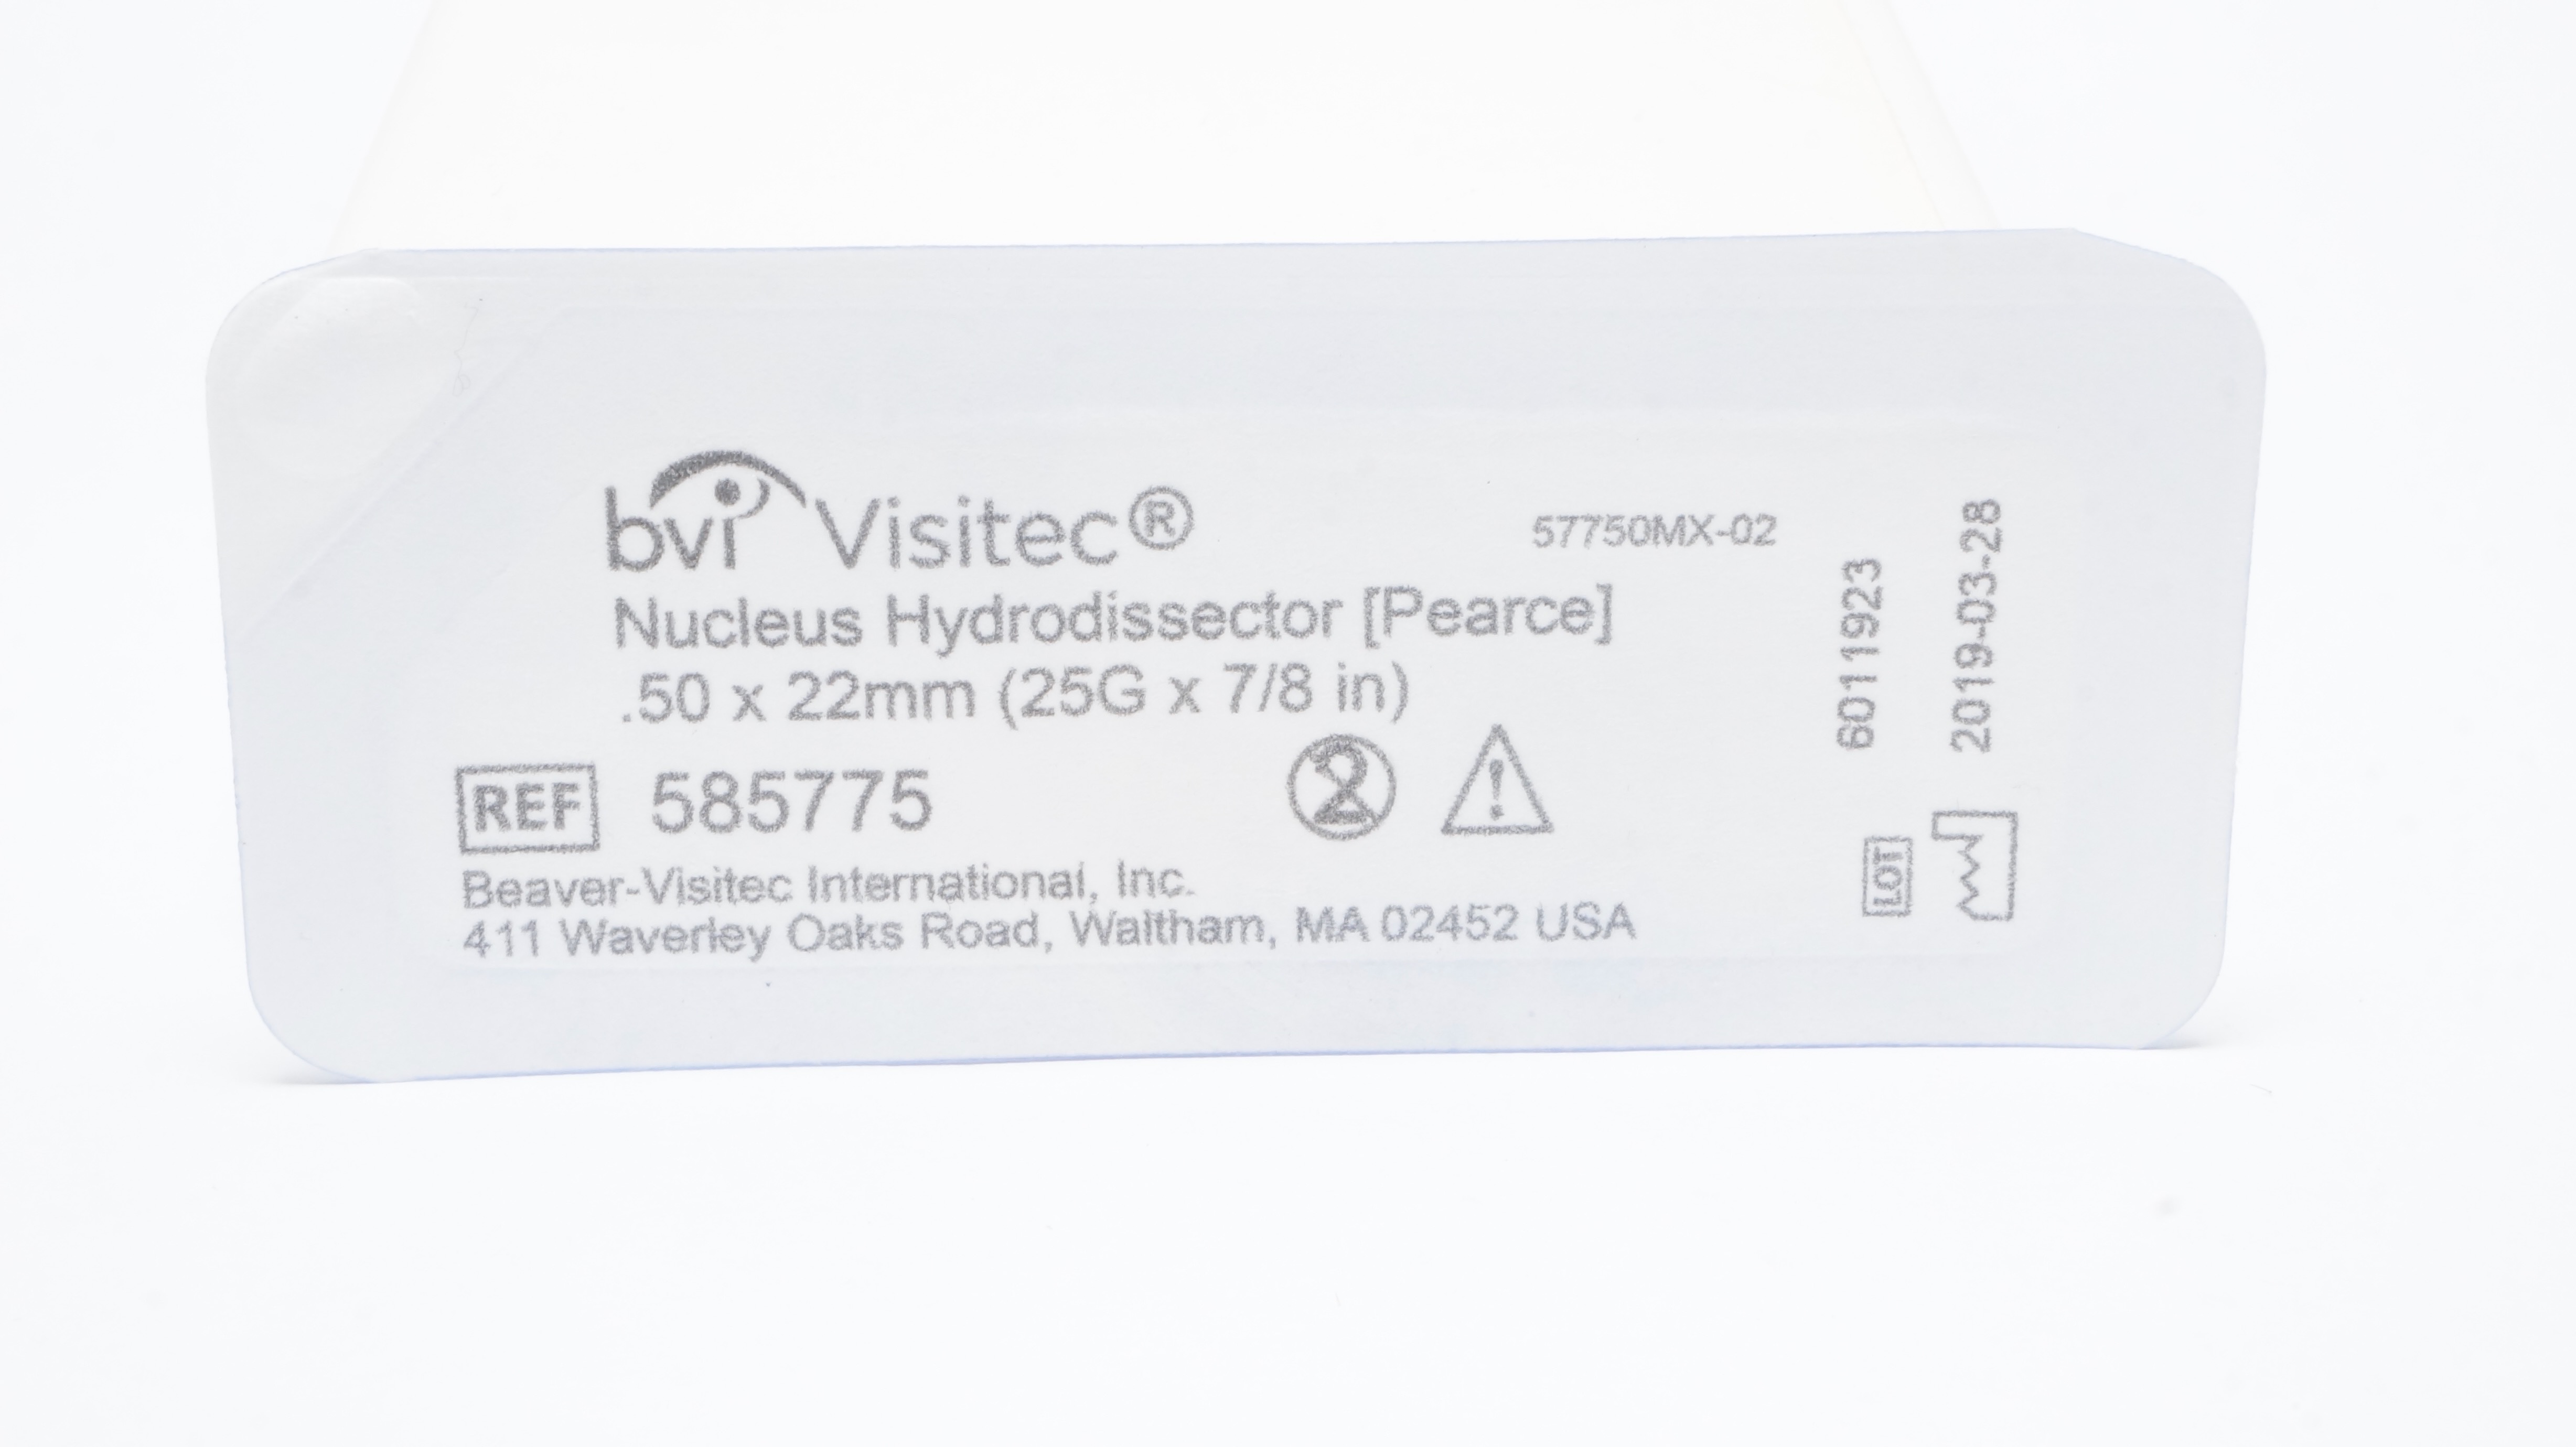 bvi Visitec®
57750MX-02
Nucleus Hydrodissector [Pearce]
.50 x 22mm (25G x 7/8 in)
REF 585775
2
!
Beaver-Visitec International, Inc.
411 Waverley Oaks Road, Waltham, MA 02452 USA
LOT 6011923
2019-03-28